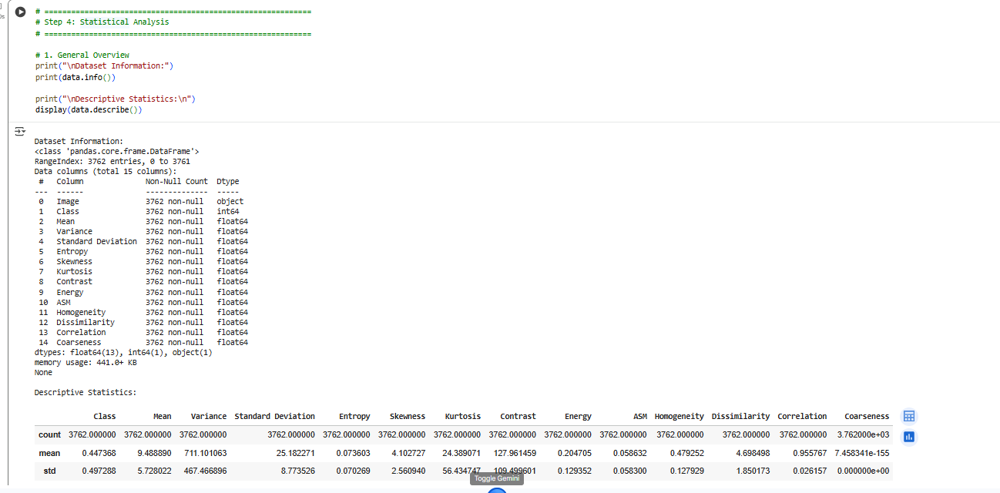 # ============================================================
# Step 4: Statistical Analysis
# ============================================================
# 1. General Overview
print("\nDataset Information:")
print(data.info())
print("\nDescriptive Statistics:\n")
display(data.describe())
Dataset Information:
<class 'pandas.core.frame.DataFrame'>
RangeIndex: 3762 entries, 0 to 3761
Data columns (total 15 columns):
# Column Non-Null Count Dtype
--- ------ -------------- -----
0 Image 3762 non-null object
1 Class 3762 non-null int64
2 Mean 3762 non-null float64
3 Variance 3762 non-null float64
4 Standard Deviation 3762 non-null float64
5 Entropy 3762 non-null float64
6 Skewness 3762 non-null float64
7 Kurtosis 3762 non-null float64
8 Contrast 3762 non-null float64
9 Energy 3762 non-null float64
10 ASM 3762 non-null float64
11 Homogeneity 3762 non-null float64
12 Dissimilarity 3762 non-null float64
13 Correlation 3762 non-null float64
14 Coarseness 3762 non-null float64
dtypes: float64(13), int64(1), object(1)
memory usage: 441.0+ KB
None
Descriptive Statistics:
Class Mean Variance Standard Deviation Entropy Skewness Kurtosis Contrast Energy ASM Homogeneity Dissimilarity Correlation Coarseness
count 3762.000000 3762.000000 3762.000000 3762.000000 3762.000000 3762.000000 3762.000000 3762.000000 3762.000000 3762.000000 3762.000000 3762.000000 3762.000000 3.762000e+03
mean 0.447368 9.488890 711.101063 25.182271 0.073603 4.102727 24.389071 127.961459 0.204705 0.058632 0.479252 4.698498 0.955767 7.458341e-155
std 0.497288 5.728022 467.466896 8.773526 0.070269 2.560940 56.434747 109.499601 0.129352 0.058300 0.127929 1.850173 0.026157 0.000000e+00
Toggle Gemini